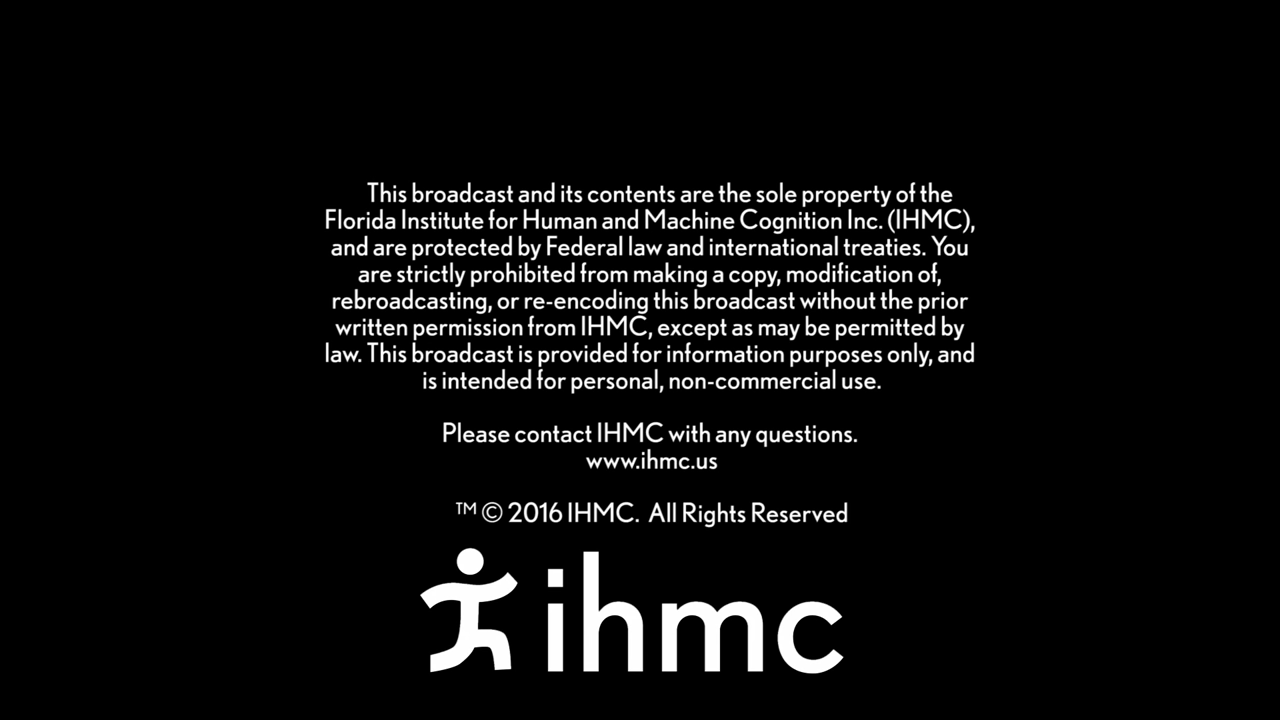 This broadcast and its contents are the sole property of the
Florida Institute for Human and Machine Cognition Inc. (IHMC),
and are protected by Federal law and international treaties. You
are strictly prohibited from making a copy, modification of,
rebroadcasting, or re-encoding this broadcast without the prior
written permission from IHMC, except as may be permitted by
law. This broadcast is provided for information purposes only, and
is intended for personal, non-commercial use.
Please contact IHMC with any questions.
www.ihmc.us
™ © 2016 IHMC. All Rights Reserved
ihmc